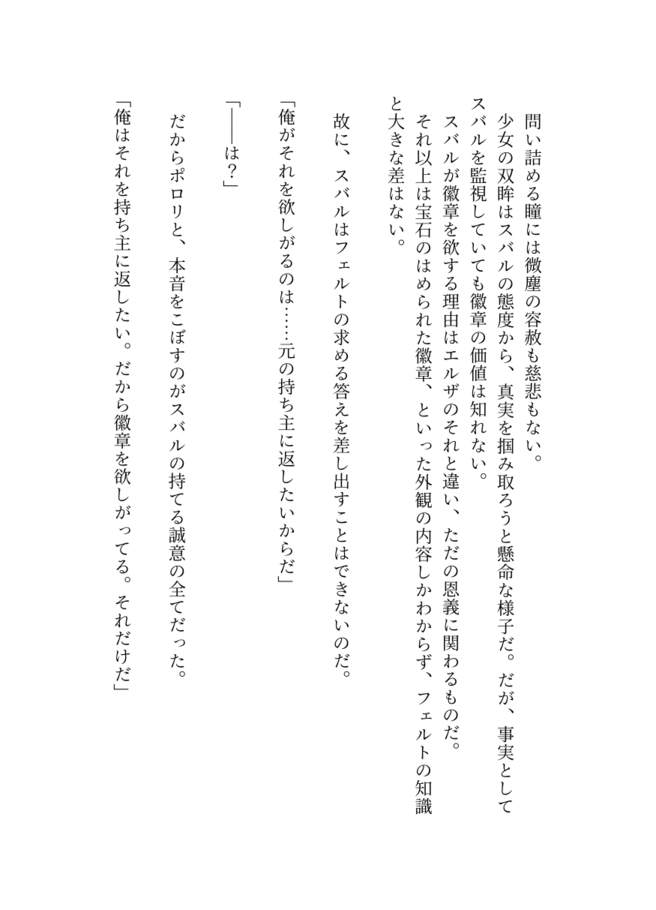 問い詰める瞳には微塵の容赦も慈悲もない。
少女の双眸はスバルの態度から、真実を掴み取ろうと懸命な様子だ。だが、事実として
スバルを監視していても徽章の価値は知れない。
スバルが徽章を欲する理由はエルザのそれと違い、ただの恩義に関わるものだ。
それ以上は宝石のはめられた徽章、といった外観の内容しかわからず、フェルトの知識
と大きな差はない。
故に、スバルはフェルトの求める答えを差し出すことはできないのだ。
「俺がそれを欲しがるのは……元の持ち主に返したいからだ」
「――は？」
だからポロリと、本音をこぼすのがスバルの持てる誠意の全てだった。
「俺はそれを持ち主に返したい。だから徽章を欲しがってる。それだけだ」